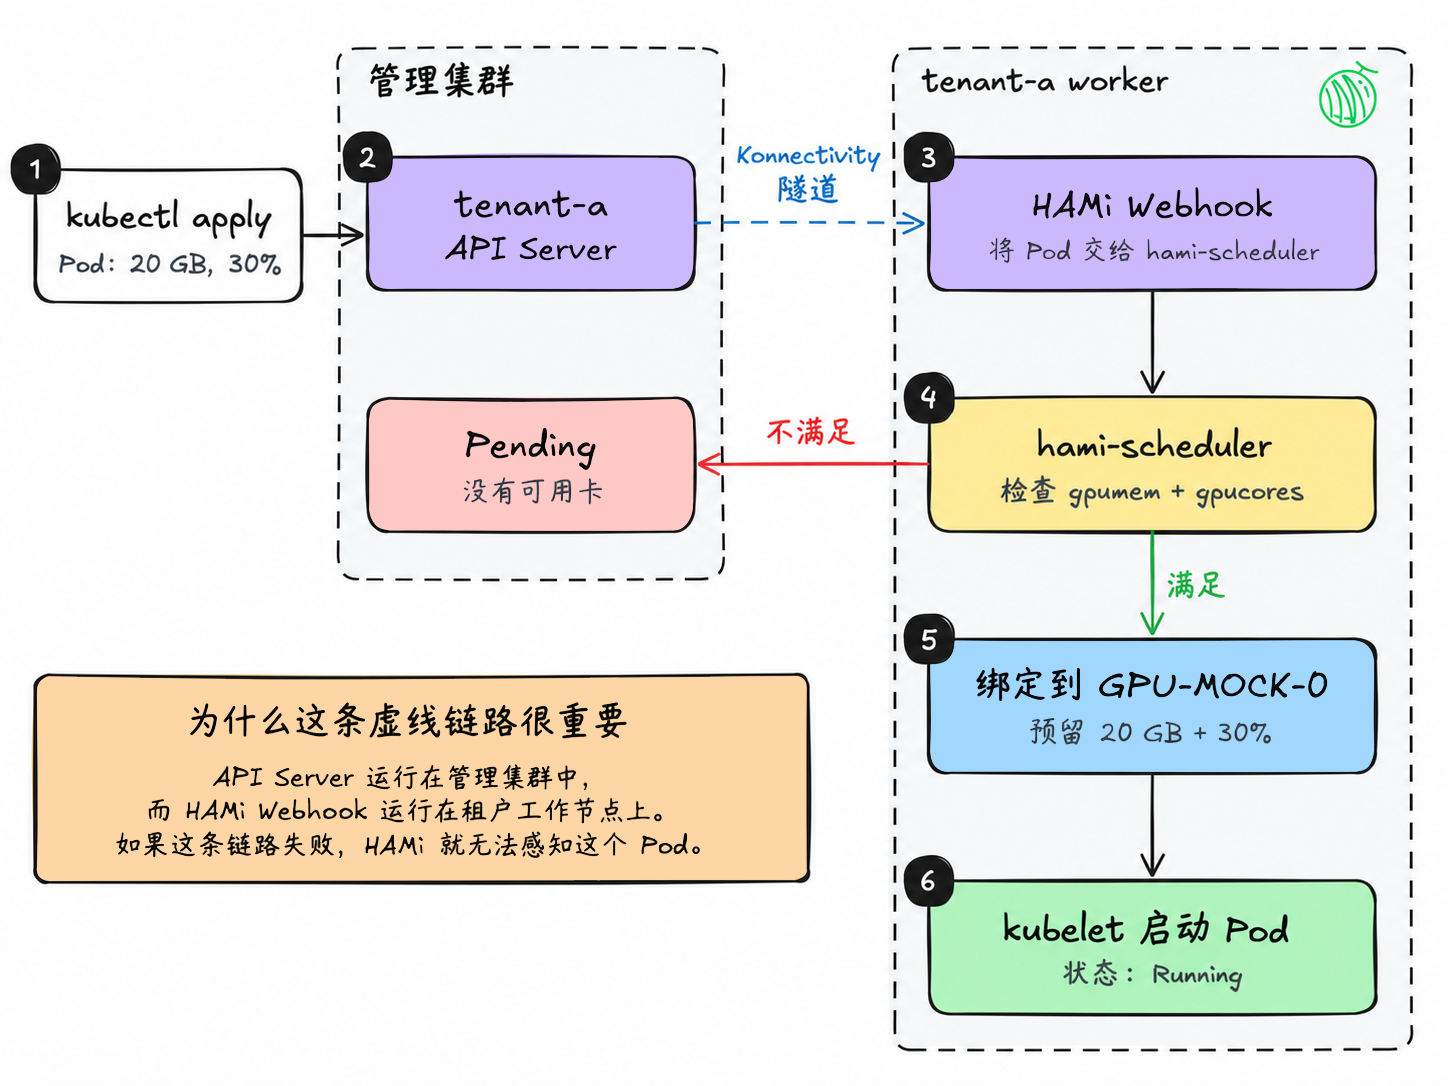 管理集群
tenant-a worker
1
kubectl apply
Pod: 20 GB, 30%
2
tenant-a
API Server
Konnectivity
隧道
3
HAMi Webhook
将 Pod 交给 hami-scheduler
4
hami-scheduler
检查 gpumem + gpucores
不满足
Pending
没有可用卡
满足
5
绑定到 GPU-MOCK-0
预留 20 GB + 30%
6
kubelet 启动 Pod
状态：Running
为什么这条虚线链路很重要
API Server 运行在管理集群中，
而 HAMi Webhook 运行在租户工作节点上。
如果这条链路失败，HAMi 就无法感知这个 Pod。